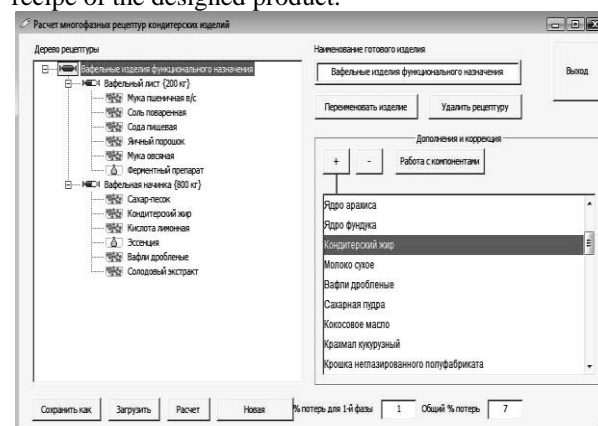 recipe of the designed product.
Расчет многофазных рецептур кондитерских изделий
Дерево рецептуры
Вафельные изделия функционального назначения
Вафельный лист {200 кг}
Мука пшеничная в/с
Соль поваренная
Сода пищевая
Яичный порошок
Мука овсяная
Ферментный препарат
Вафельная начинка {800 кг}
Сахар-песок
Кондитерский жир
Кислота лимонная
Эссенция
Вафли дробленые
Солодовый экстракт
Наименование готового изделия
Вафельные изделия функционального назначения
Выход
Переименовать изделие Удалить рецептуру
Дополнения и коррекция
+ - Работа с компонентами
Ядро арахиса
Ядро фундука
Кондитерский жир
Молоко сухое
Вафли дробленые
Сахарная пудра
Кокосовое масло
Крахмал кукурузный
Крошка неглазированного полуфабриката
Сохранить как Загрузить Расчет Новая % потерь для 1-й фазы 1 Общий % потерь 7